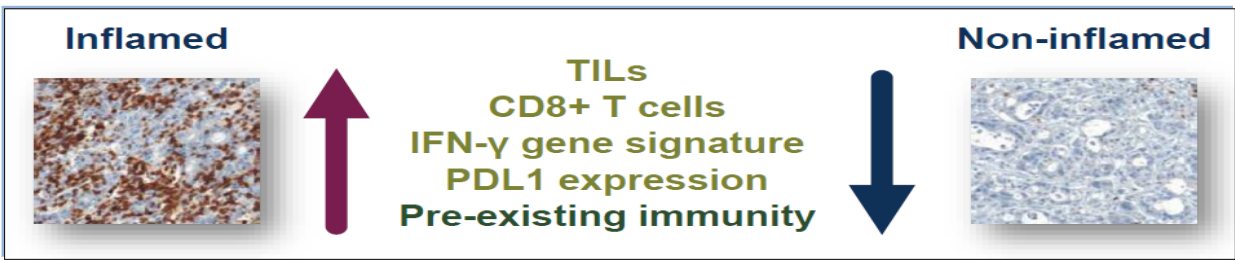 Inflamed
Non-inflamed
TILs
CD8+ T cells
IFN-γ gene signature
PDL1 expression
Pre-existing immunity